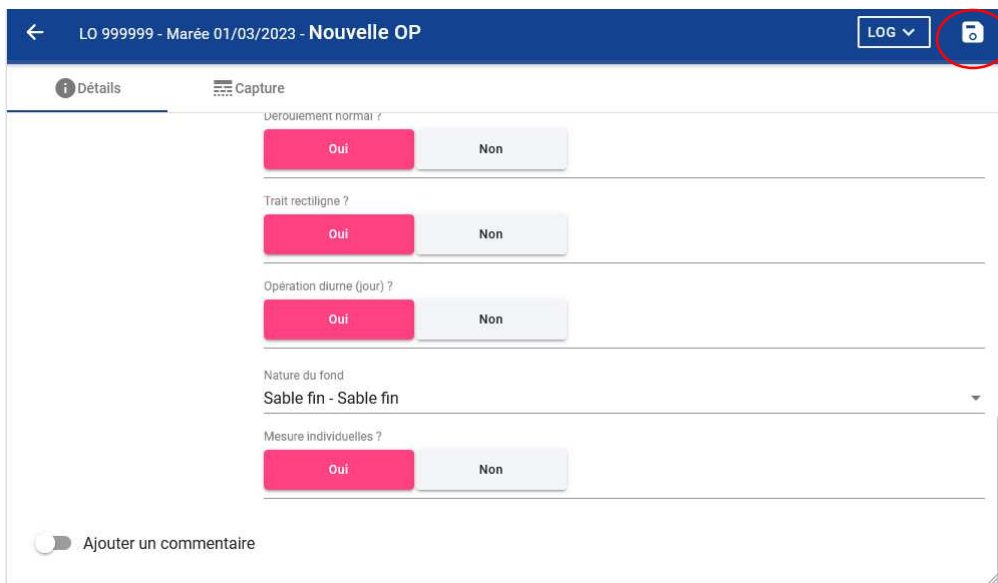 LO 999999 - Marée 01/03/2023 - Nouvelle OP
LOG
Détails
Capture
Déroulement normal ?
Oui Non
Trait rectiligne ?
Oui Non
Opération diurne (jour) ?
Oui Non
Nature du fond
Sable fin - Sable fin
Mesure individuelles ?
Oui Non
Ajouter un commentaire